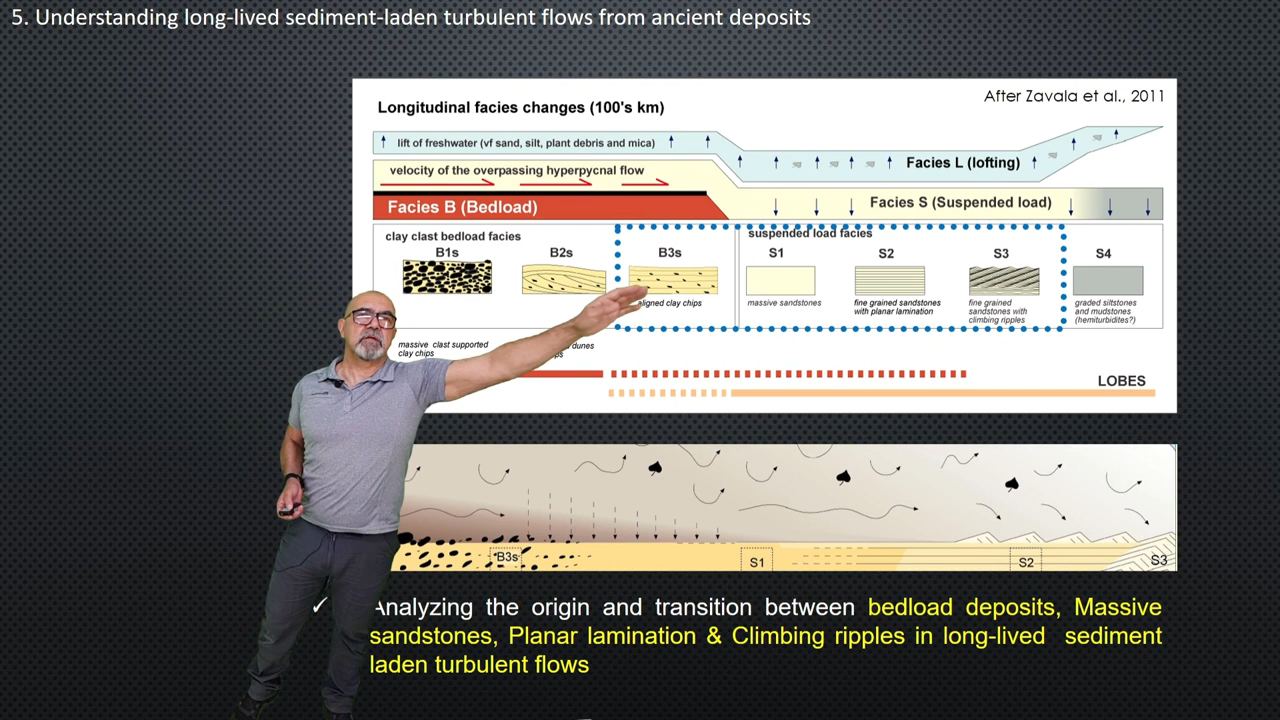 5. Understanding long-lived sediment-laden turbulent flows from ancient deposits
After Zavala et al., 2011
Longitudinal facies changes (100's km)
lift of freshwater (vf sand, silt, plant debris and mica)
Facies L (lofting)
velocity of the overpassing hyperpycnal flow
Facies B (Bedload)
Facies S (Suspended load)
clay clast bedload facies
suspended load facies
B1s B2s B3s S1 S2 S3 S4
aligned clay chips
massive sandstones
fine grained sandstones
with planar lamination
fine grained
sandstones with
climbing ripples
graded siltstones
and mudstones
(hemiturbidites?)
massive clast supported
clay chips
dunes
LOBES
B3s S1 S2 S3
✓ Analyzing the origin and transition between bedload deposits, Massive
sandstones, Planar lamination & Climbing ripples in long-lived sediment
laden turbulent flows